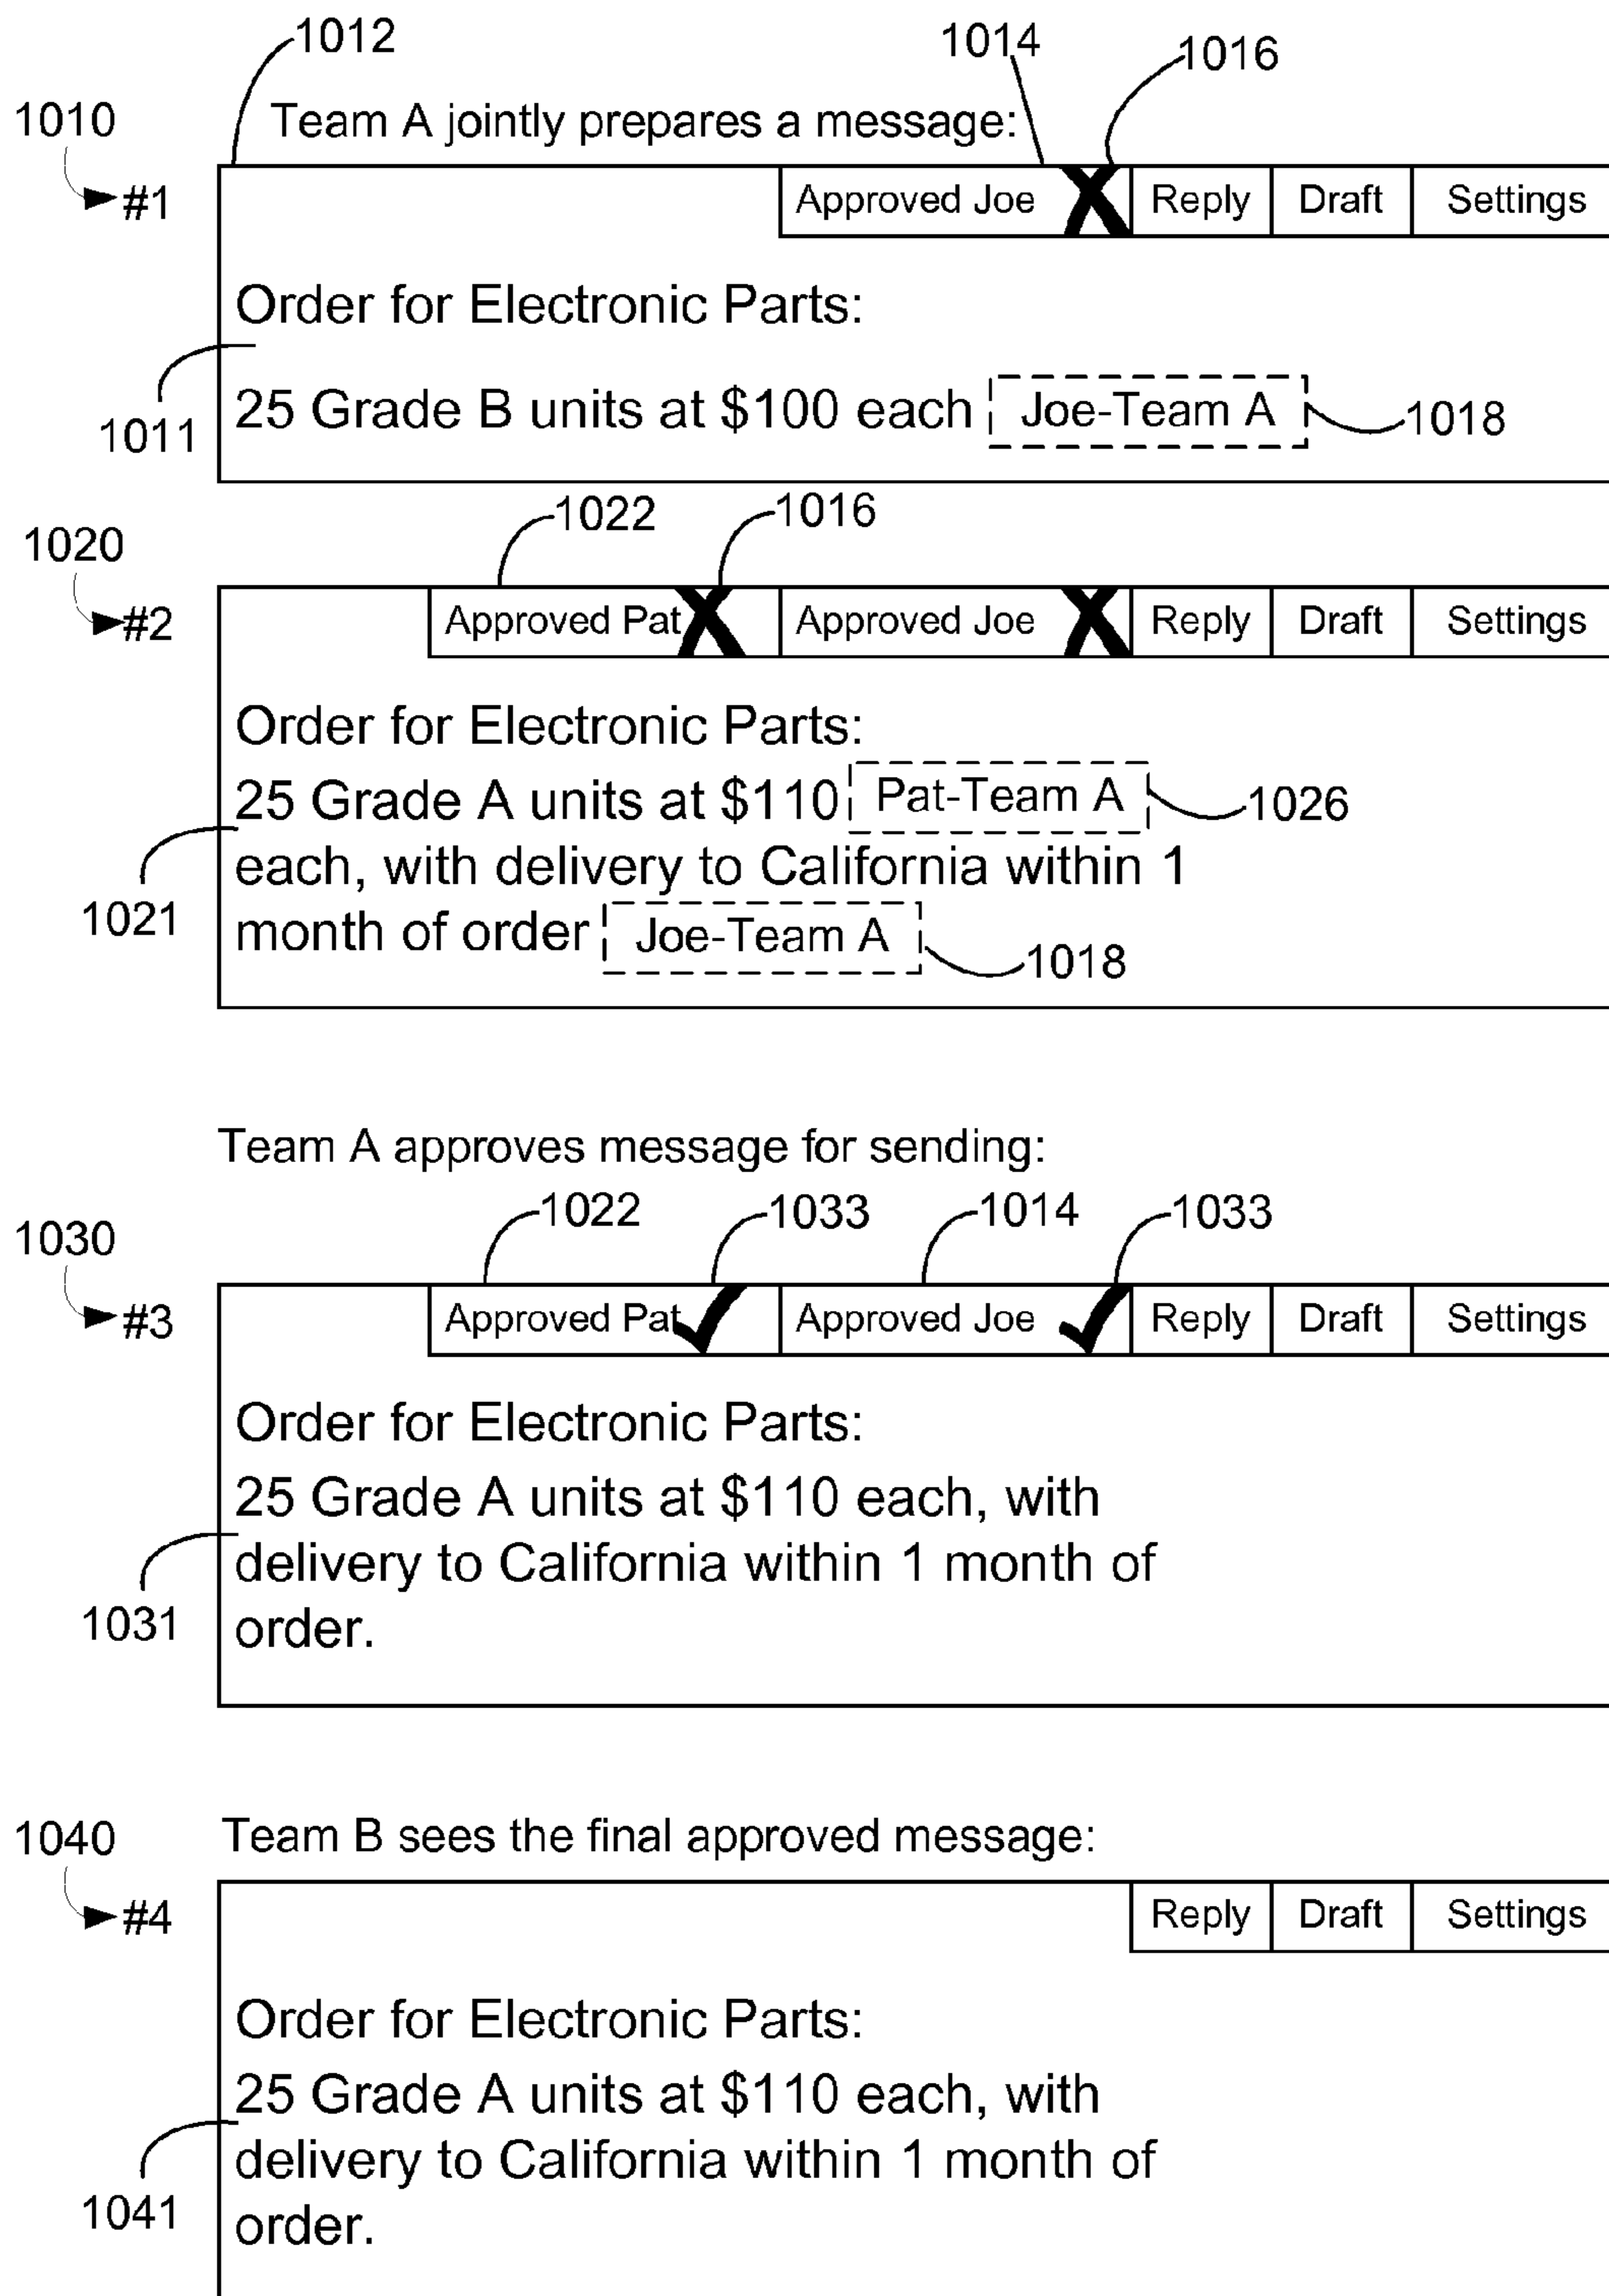 1012
1014
1016
1010
Team A jointly prepares a message:
#1
Approved Joe X Reply Draft Settings
Order for Electronic Parts:
1011
25 Grade B units at $100 each Joe-Team A
1018
1022
1016
1020
#2
Approved Pat X Approved Joe X Reply Draft Settings
Order for Electronic Parts:
25 Grade A units at $110 Pat-Team A
1026
each, with delivery to California within 1
1021
month of order Joe-Team A
1018
Team A approves message for sending:
1022
1033
1014
1033
1030
#3
Approved Pat ✓ Approved Joe ✓ Reply Draft Settings
Order for Electronic Parts:
25 Grade A units at $110 each, with
delivery to California within 1 month of
1031
order.
1040
Team B sees the final approved message:
#4
Reply Draft Settings
Order for Electronic Parts:
25 Grade A units at $110 each, with
delivery to California within 1 month of
1041
order.